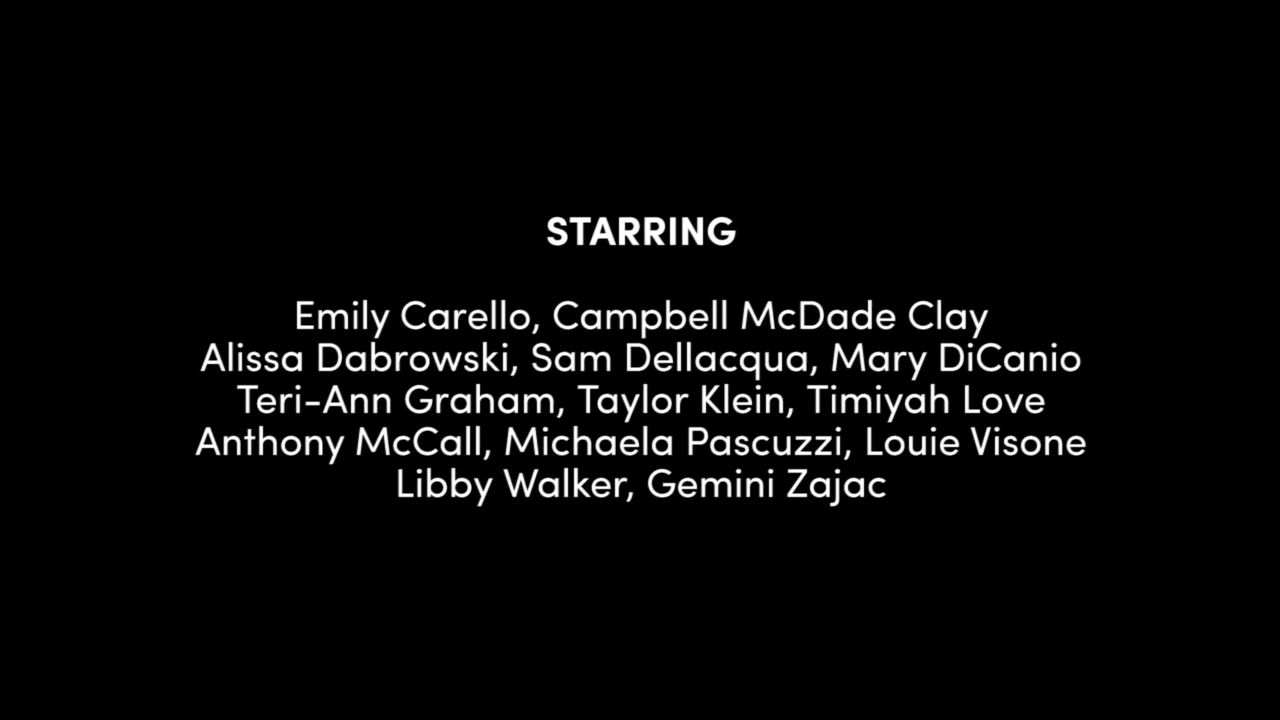 STARRING
Emily Carello, Campbell McDade Clay
Alissa Dabrowski, Sam Dellacqua, Mary DiCanio
Teri-Ann Graham, Taylor Klein, Timiyah Love
Anthony McCall, Michaela Pascuzzi, Louie Visone
Libby Walker, Gemini Zajac